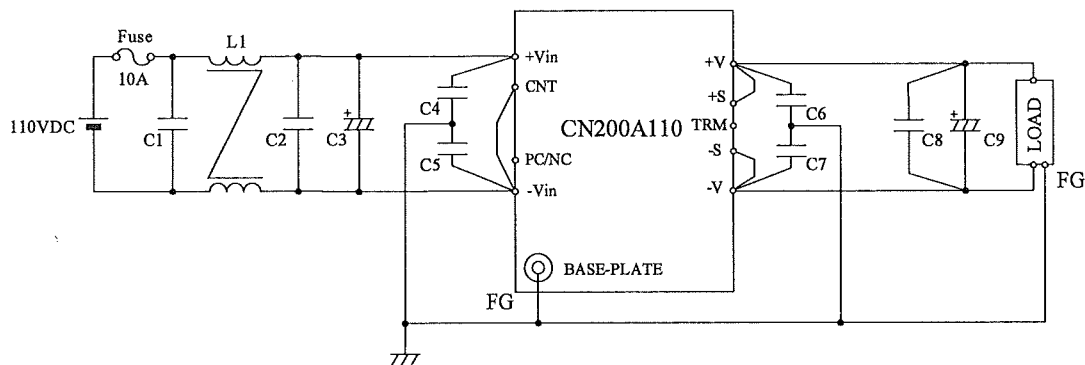 Fuse
10A
L1
110VDC
C1
C2
+
C3
C4
C5
+Vin
CNT
PC/NC
-Vin
CN200A110
+V
+S
TRM
-S
-V
C6
C7
C8
+
C9
LOAD
FG
BASE-PLATE
FG